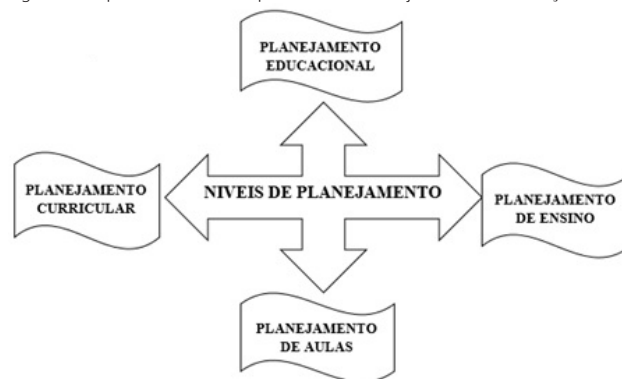 PLANEJAMENTO
EDUCACIONAL
PLANEJAMENTO
CURRICULAR
NIVEIS DE PLANEJAMENTO
PLANEJAMENTO
DE ENSINO
PLANEJAMENTO
DE AULAS